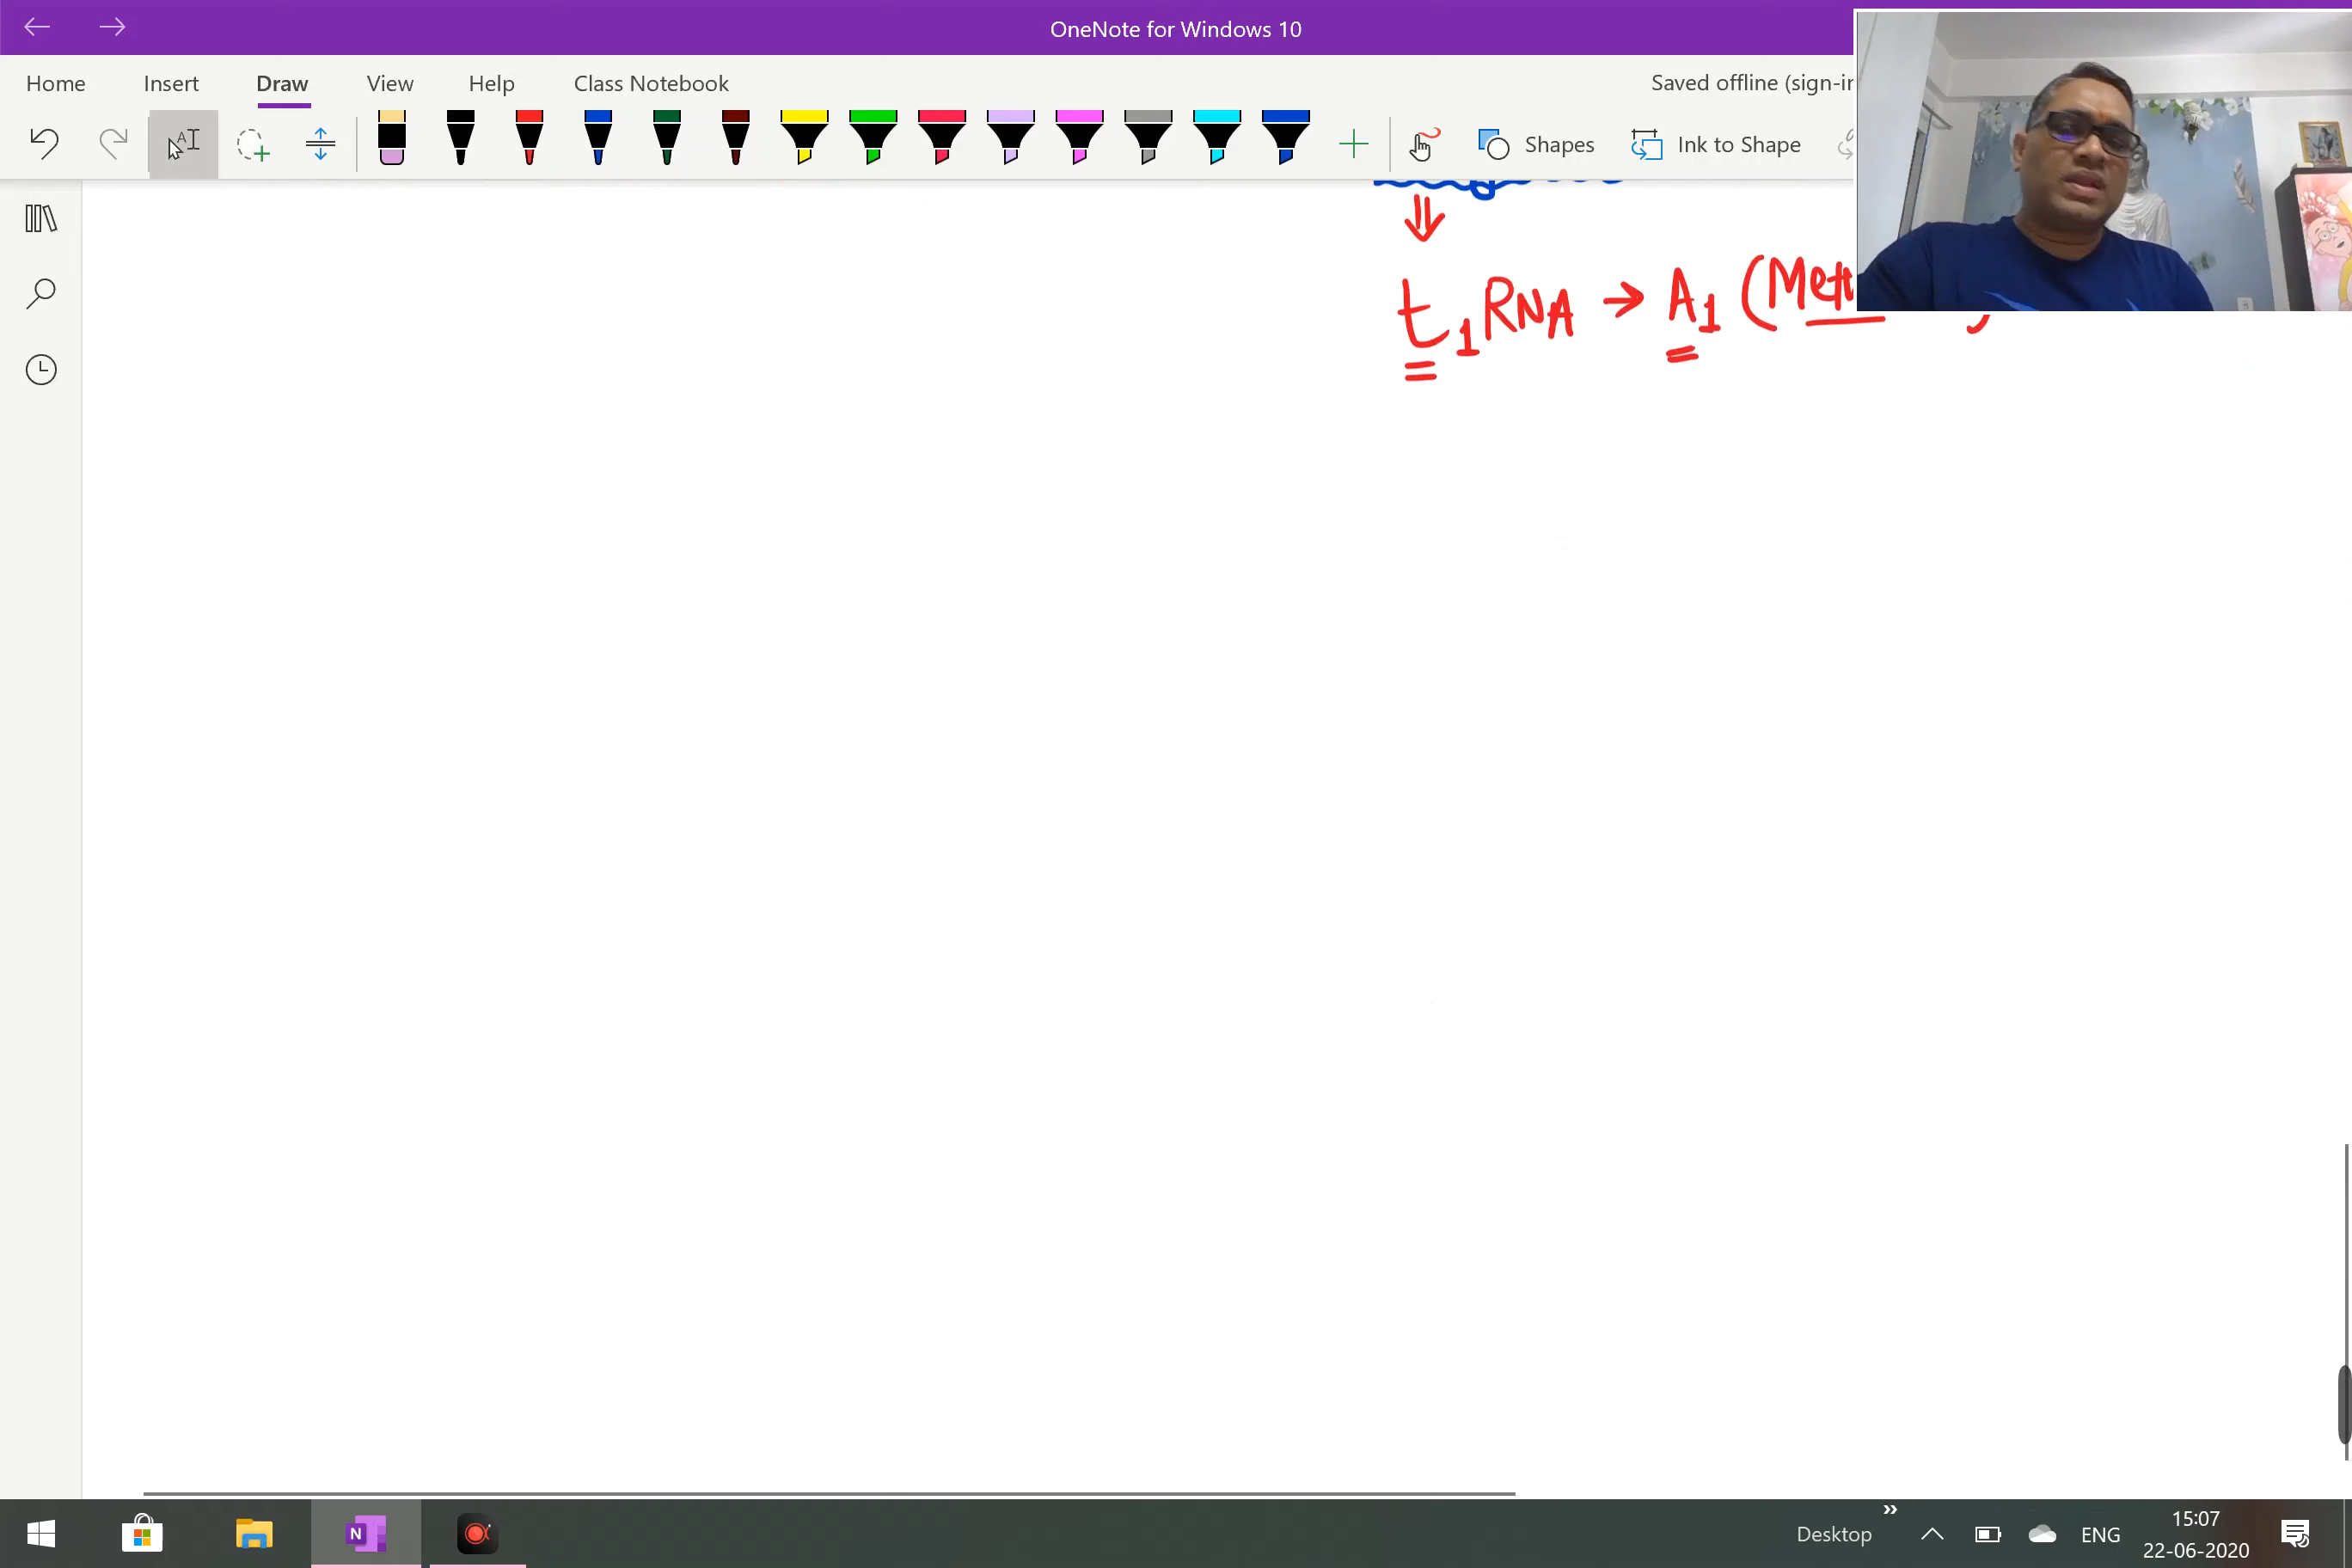 OneNote for Windows 10
Home Insert Draw View Help Class Notebook Saved offline (sign-in
Shapes Ink to Shape
t₁RNA → A₁ (Met
Desktop ENG 15:07
22-06-2020